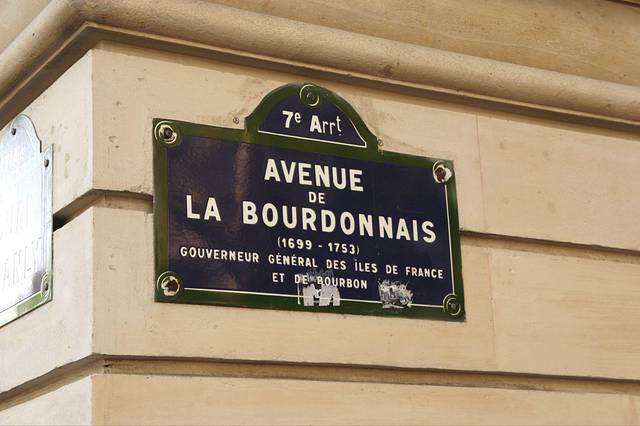 7e Arrt
AVENUE
DE
LA BOURDONNAIS
(1699 - 1753)
GOUVERNEUR GÉNÉRAL DES ÎLES DE FRANCE
ET DE BOURBON